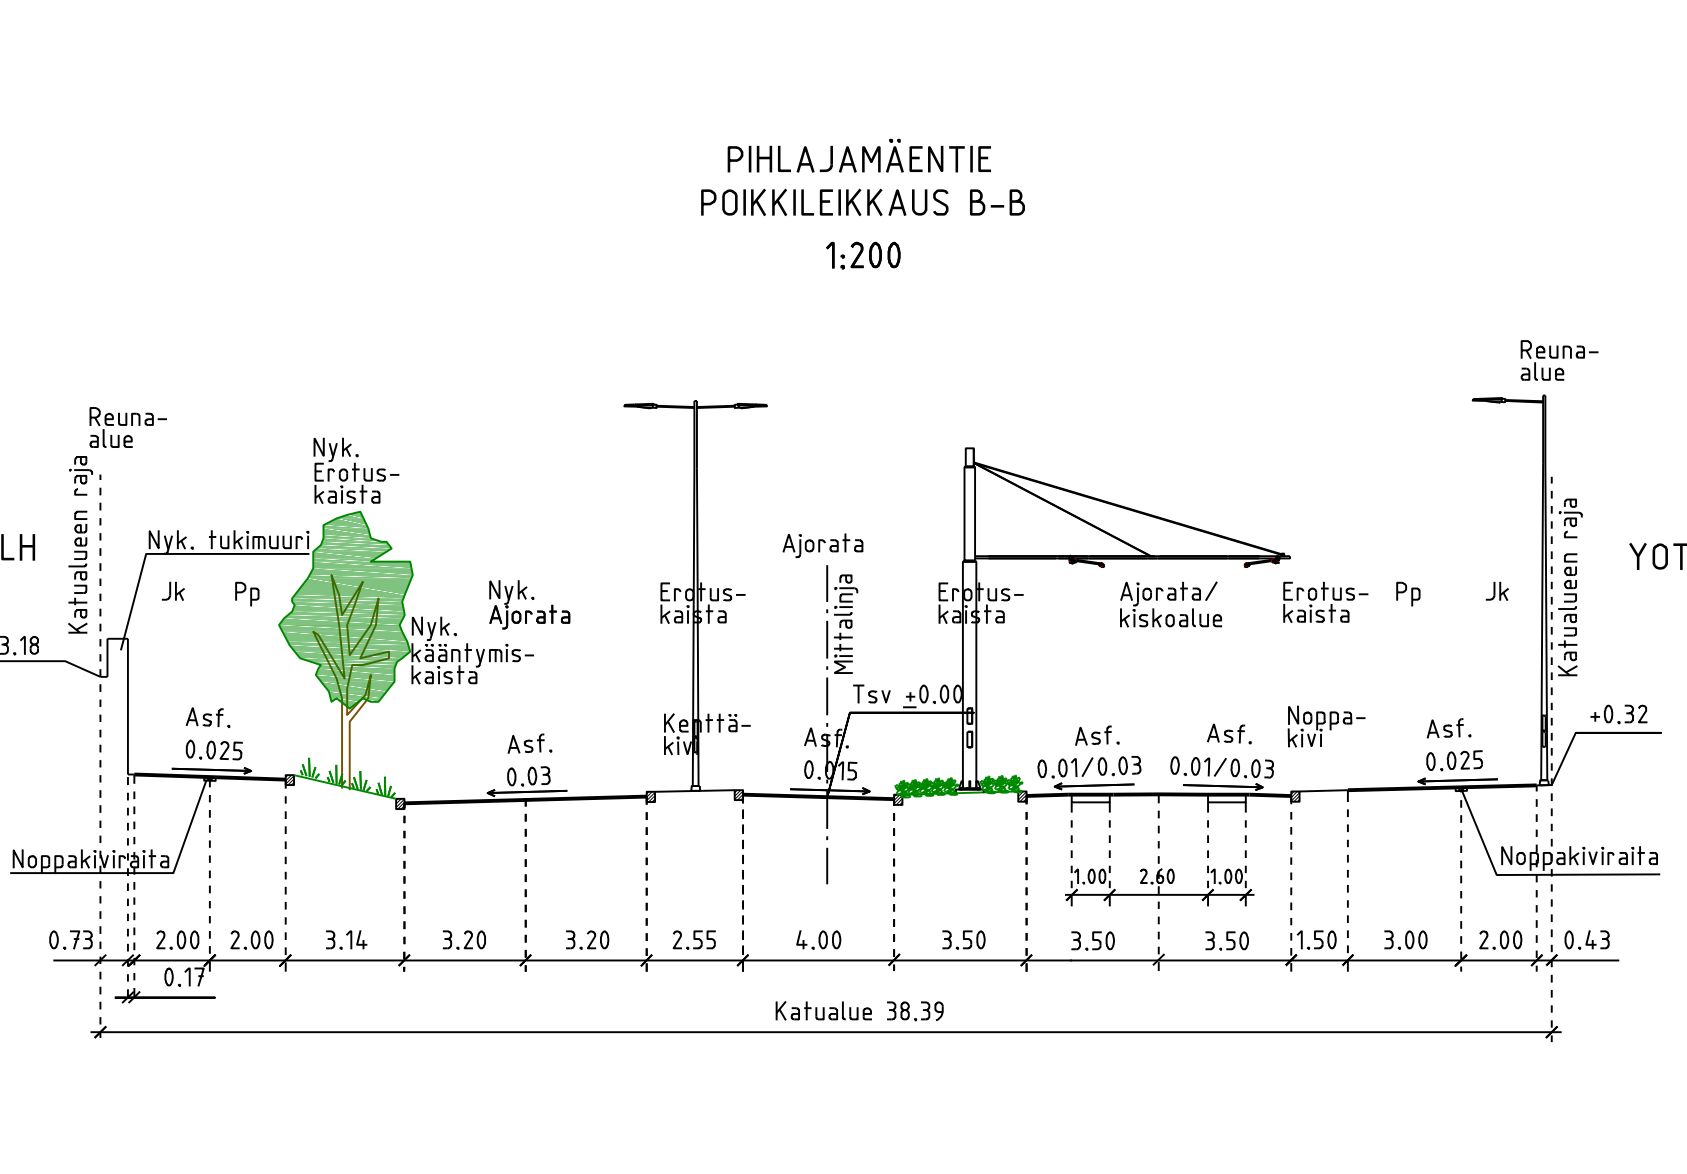 PIHLAJAMÄENTIE
POIKKILEIKKAUS B-B
1:200
Reuna-
alue
Reuna-
alue
Katualueen raja
Nyk.
Erotus-
kaista
Nyk. tukimuuri
LH
Jk
Pp
3.18
Nyk.
kääntymis-
kaista
Nyk.
Ajorata
Erotus-
kaista
Ajorata
Mittalinja
Erotus-
kaista
Ajorata/
kiskoalue
Erotus-
kaista
Pp
Jk
Katualueen raja
YOT
Tsv ±0.00
+0.32
Asf.
0.025
Asf.
0.03
Kenttä-
kivi
Asf.
0.015
Asf.
0.01/0.03
Asf.
0.01/0.03
Noppa-
kivi
Asf.
0.025
Noppakiviraita
Noppakiviraita
1.00
2.60
1.00
0.73
2.00
2.00
3.14
3.20
3.20
2.55
4.00
3.50
3.50
3.50
1.50
3.00
2.00
0.43
0.17
Katualue 38.39